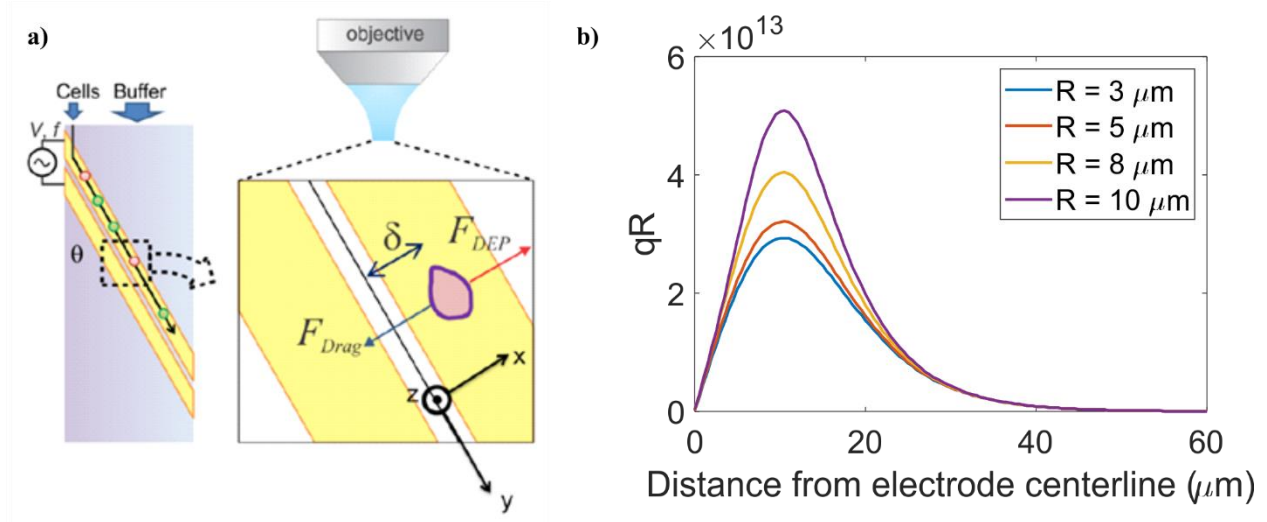 a)
objective
Cells Buffer
V, f
θ
δ
F_DEP
F_Drag
x
z
y
b)
×10^13
6
4
2
0
qR
R = 3 μm
R = 5 μm
R = 8 μm
R = 10 μm
0 20 40 60
Distance from electrode centerline (μm)